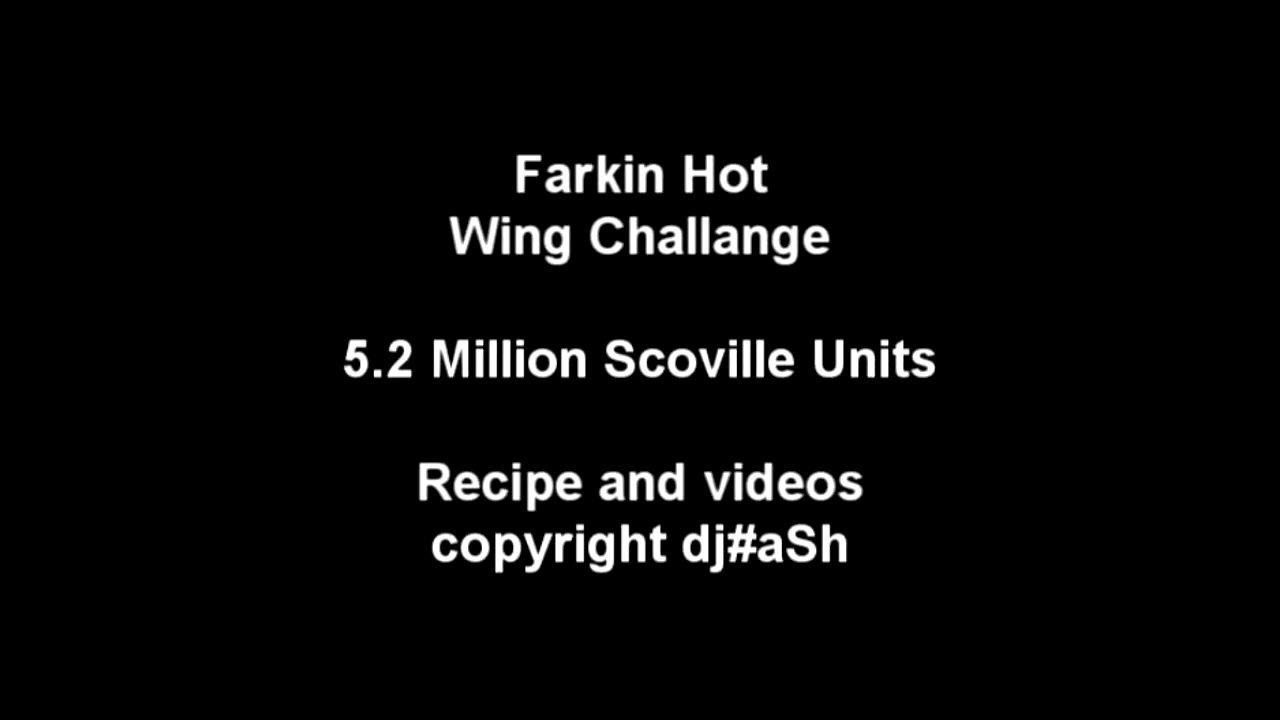 Farkin Hot
Wing Challange
5.2 Million Scoville Units
Recipe and videos
copyright dj#aSh